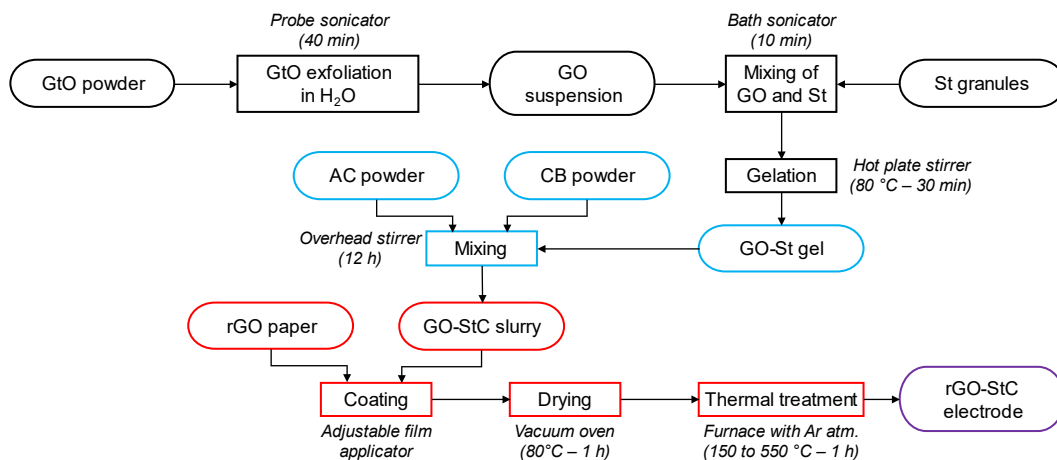 Probe sonicator
(40 min)
Bath sonicator
(10 min)
GtO powder
GtO exfoliation
in H₂O
GO
suspension
Mixing of
GO and St
St granules
AC powder
CB powder
Gelation
Hot plate stirrer
(80 °C – 30 min)
Overhead stirrer
(12 h)
Mixing
GO-St gel
rGO paper
GO-StC slurry
Coating
Drying
Thermal treatment
rGO-StC
electrode
Adjustable film
applicator
Vacuum oven
(80°C – 1 h)
Furnace with Ar atm.
(150 to 550 °C – 1 h)